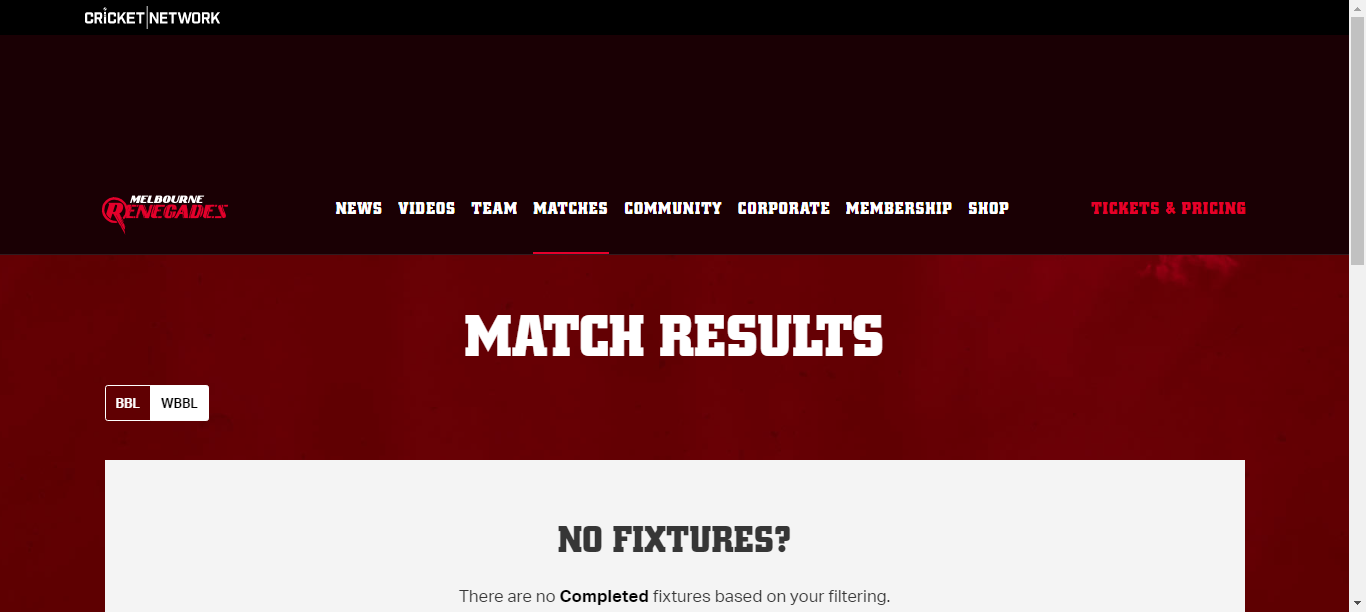 CRICKET NETWORK
MELBOURNE
RENEGADES
NEWS VIDEOS TEAM MATCHES COMMUNITY CORPORATE MEMBERSHIP SHOP TICKETS & PRICING
MATCH RESULTS
BBL WBBL
NO FIXTURES?
There are no Completed fixtures based on your filtering.